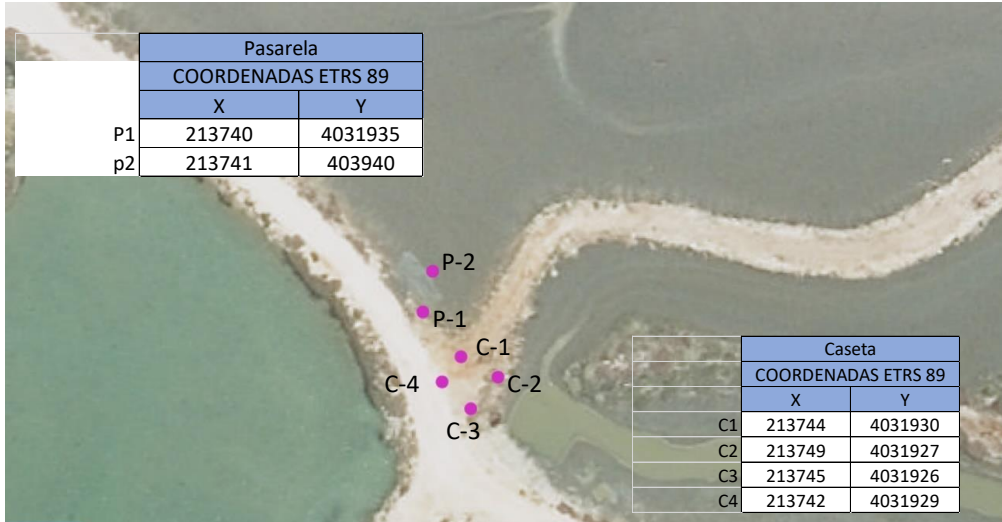 Pasarela
COORDENADAS ETRS 89
X Y
P1 213740 4031935
p2 213741 403940
P-2
P-1
C-1
C-4 C-2
C-3
Caseta
COORDENADAS ETRS 89
X Y
C1 213744 4031930
C2 213749 4031927
C3 213745 4031926
C4 213742 4031929